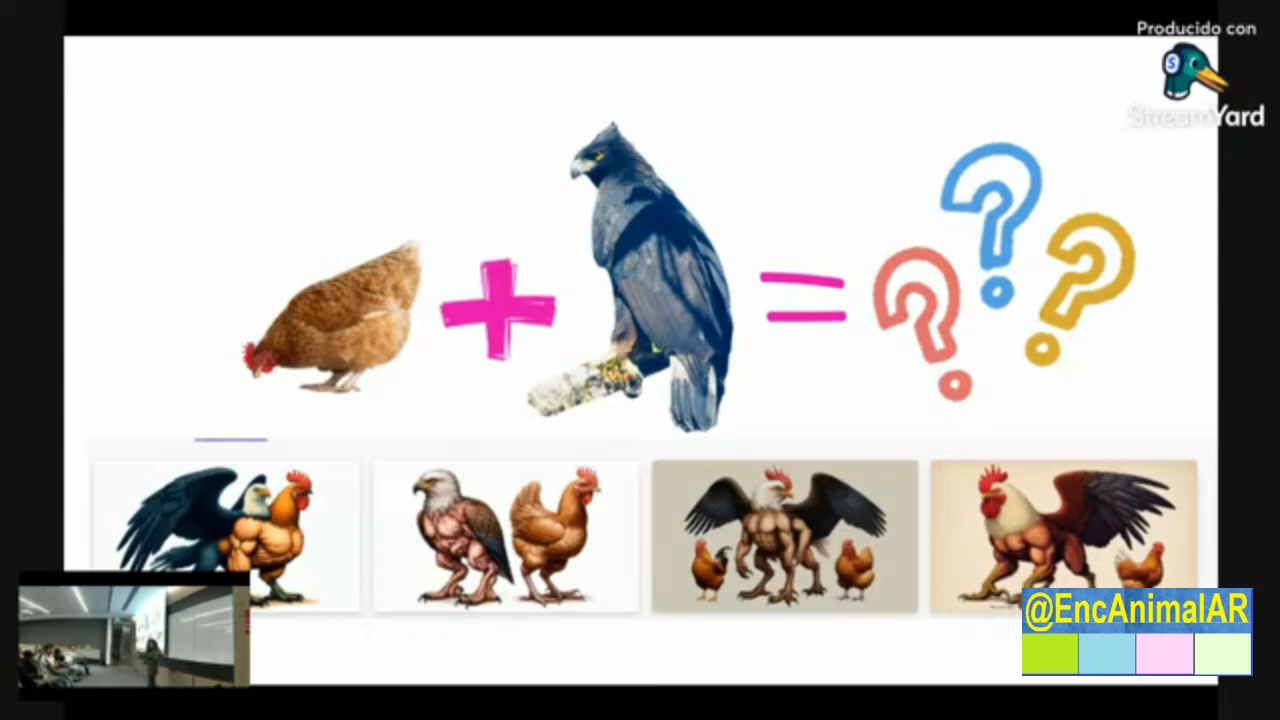 Producido con
StreamYard
+
=
? ? ?
@EncAnimalAR